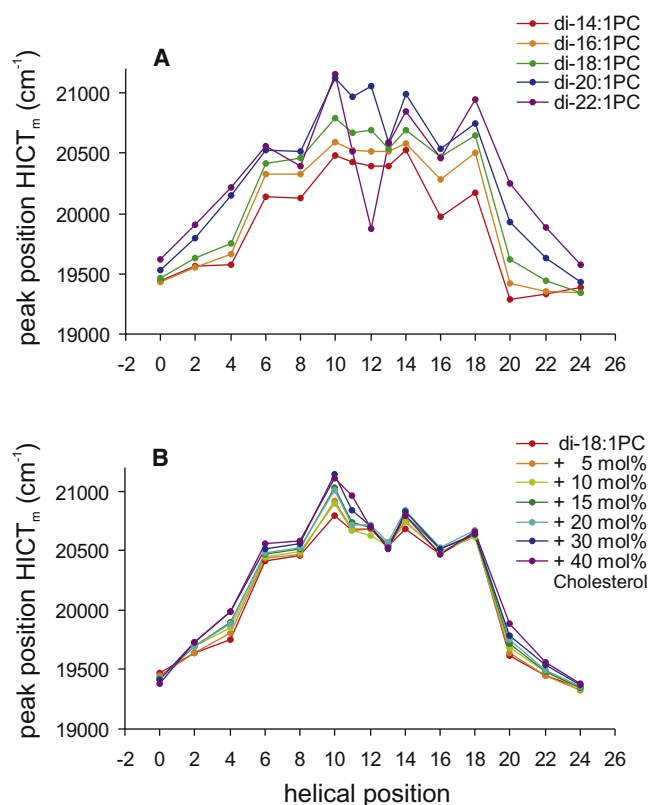 A
di-14:1PC
di-16:1PC
di-18:1PC
di-20:1PC
di-22:1PC
peak position HICTm (cm-1)
21000
20500
20000
19500
19000
-2 0 2 4 6 8 10 12 14 16 18 20 22 24 26
B
di-18:1PC
+ 5 mol%
+ 10 mol%
+ 15 mol%
+ 20 mol%
+ 30 mol%
+ 40 mol%
Cholesterol
peak position HICTm (cm-1)
21000
20500
20000
19500
19000
-2 0 2 4 6 8 10 12 14 16 18 20 22 24 26
helical position